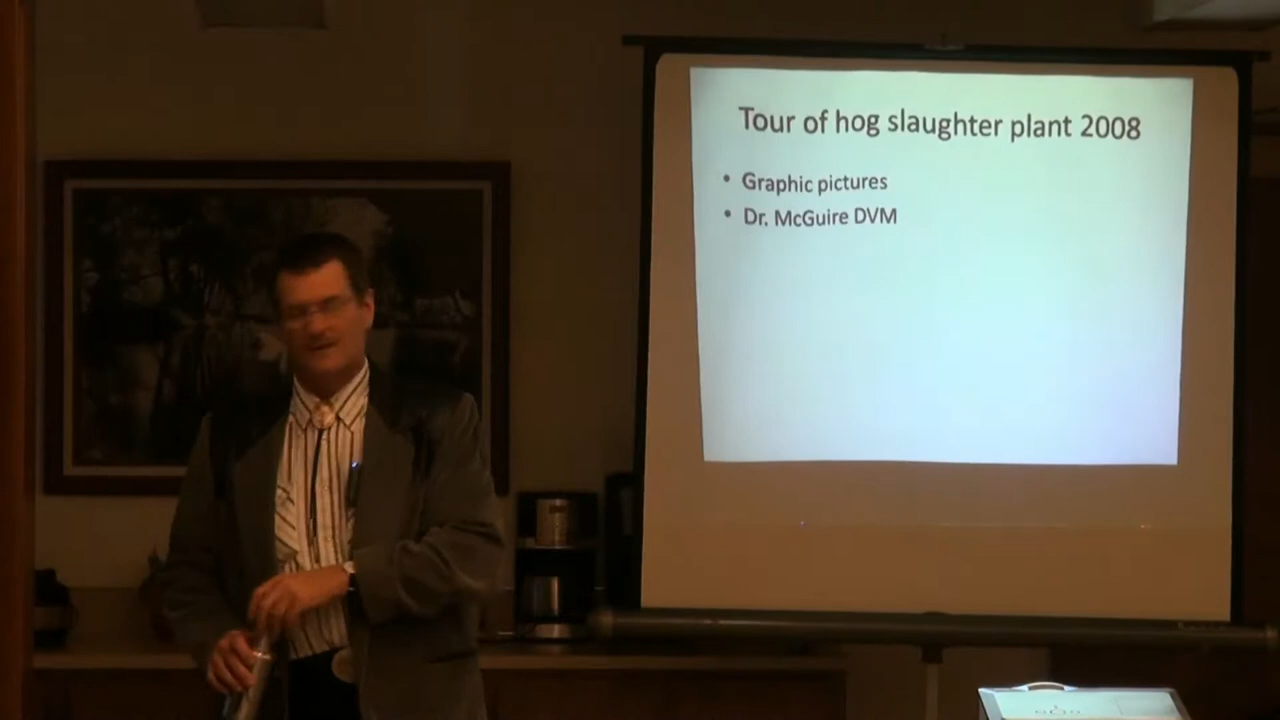 Tour of hog slaughter plant 2008
• Graphic pictures
• Dr. McGuire DVM